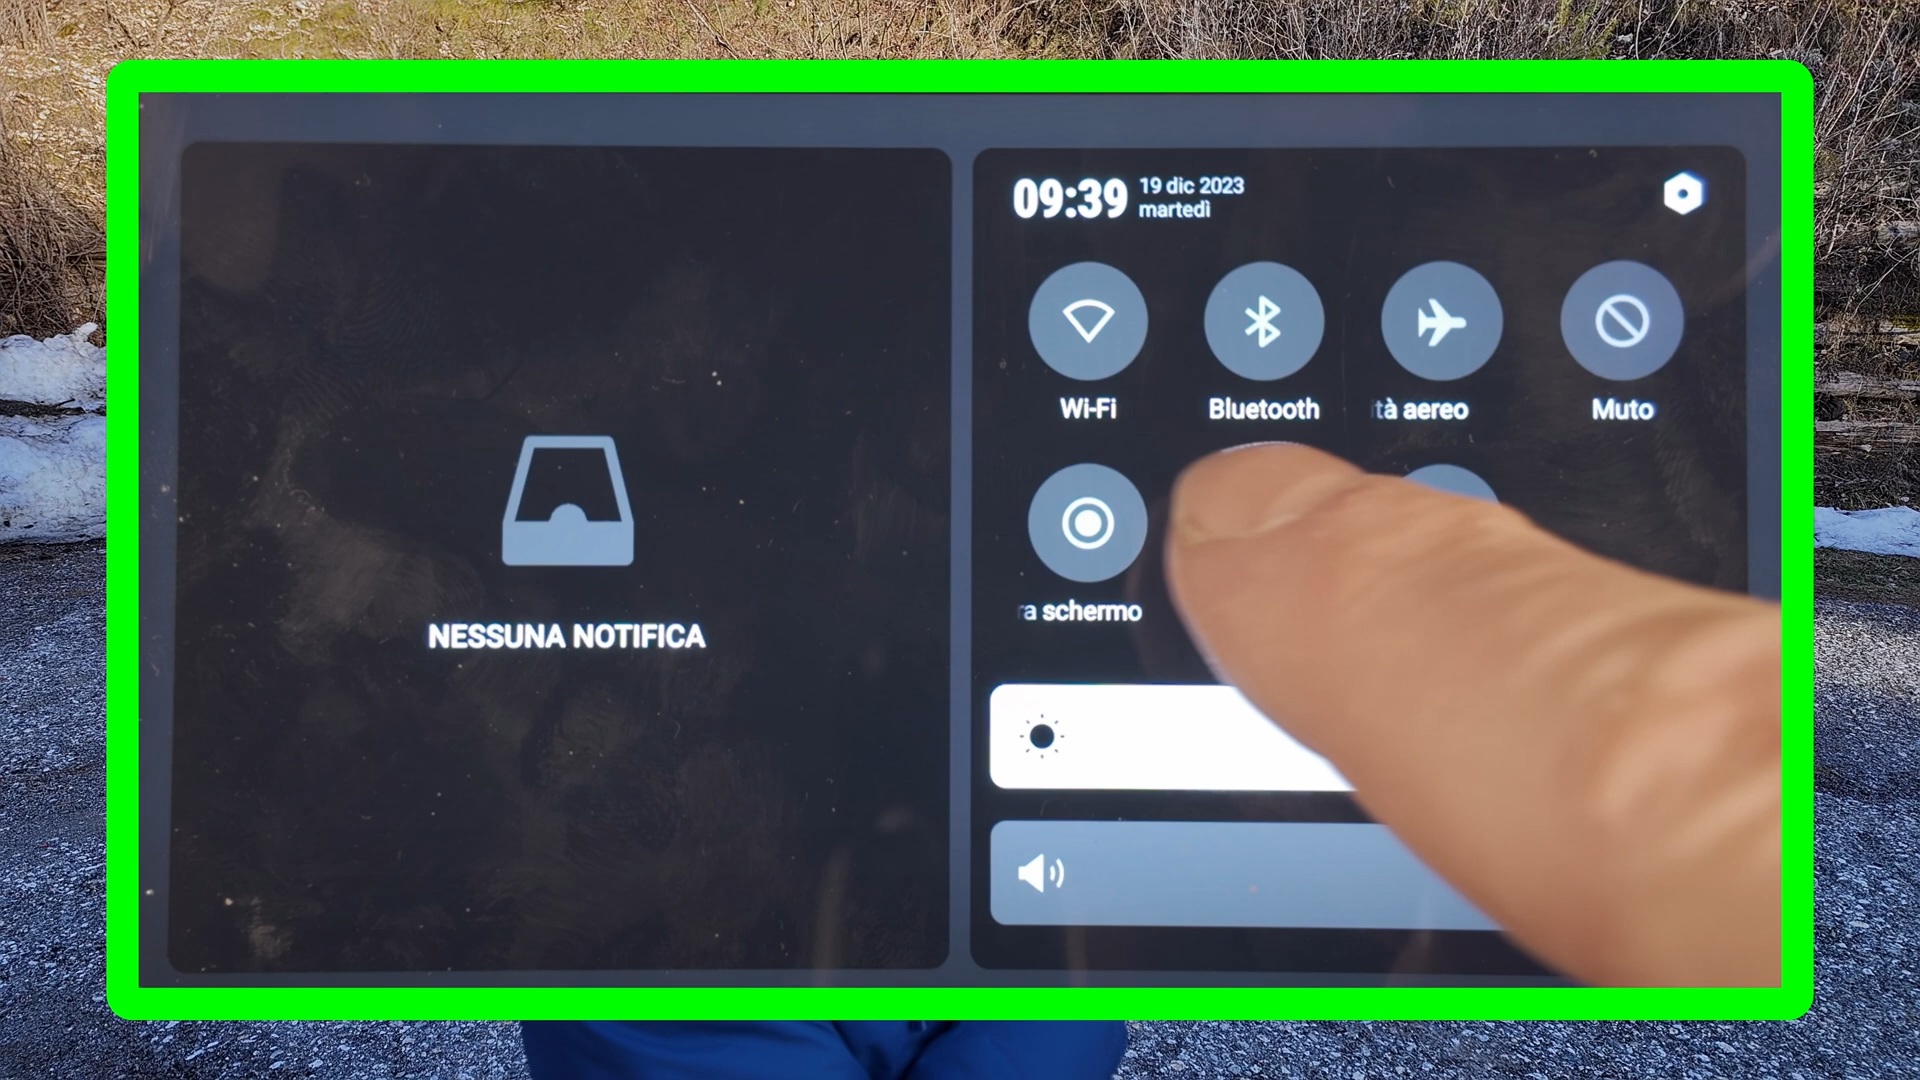 NESSUNA NOTIFICA
09:39
19 dic 2023
martedì
Wi-Fi
Bluetooth
tà aereo
Muto
a schermo